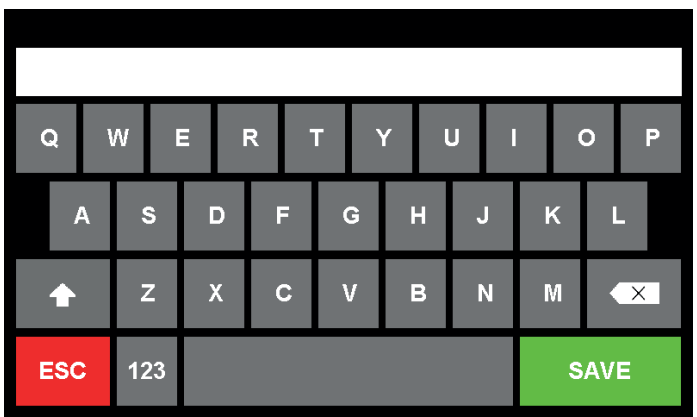 Q W E R T Y U I O P
A S D F G H J K L
Z X C V B N M
ESC 123 SAVE